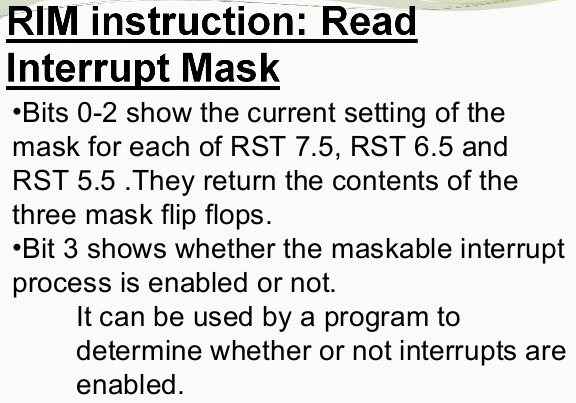 RIM instruction: Read
Interrupt Mask
•Bits 0-2 show the current setting of the
mask for each of RST 7.5, RST 6.5 and
RST 5.5 .They return the contents of the
three mask flip flops.
•Bit 3 shows whether the maskable interrupt
process is enabled or not.
It can be used by a program to
determine whether or not interrupts are
enabled.